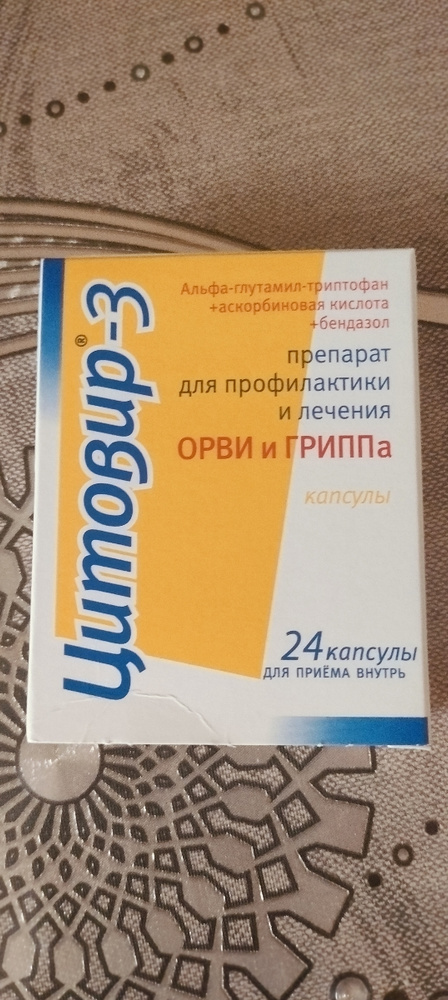 Цитовир®-3
Альфа-глутамил-триптофан
+аскорбиновая кислота
+бендазол
препарат
для профилактики
и лечения
ОРВИ и ГРИППа
капсулы
24 капсулы
ДЛЯ ПРИЁМА ВНУТРЬ